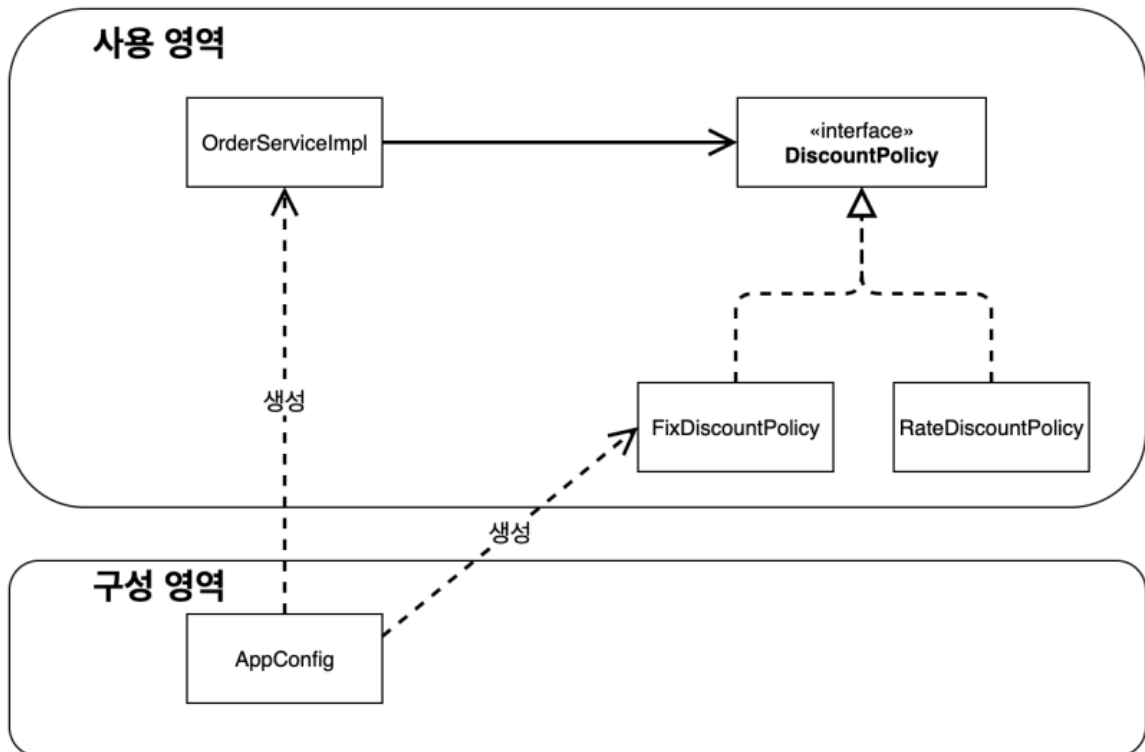 사용 영역
OrderServiceImpl
«interface»
DiscountPolicy
생성
FixDiscountPolicy
RateDiscountPolicy
생성
구성 영역
AppConfig